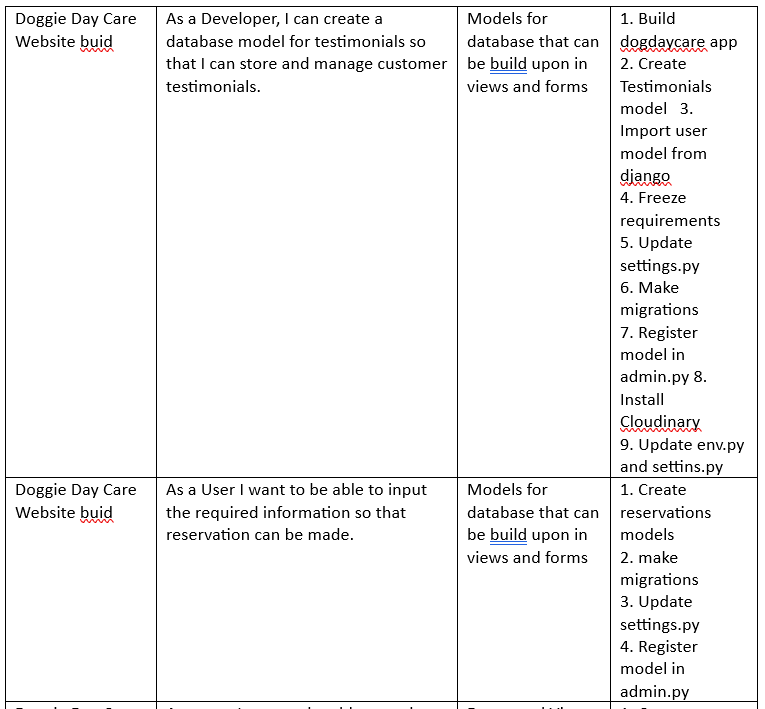 Doggie Day Care
Website buid
As a Developer, I can create a
database model for testimonials so
that I can store and manage customer
testimonials.
Models for
database that can
be build upon in
views and forms
1. Build
dogdaycare app
2. Create
Testimonials
model   3.
Import user
model from
django
4. Freeze
requirements
5. Update
settings.py
6. Make
migrations
7. Register
model in
admin.py 8.
Install
Cloudinary
9. Update env.py
and settins.py
Doggie Day Care
Website buid
As a User I want to be able to input
the required information so that
reservation can be made.
Models for
database that can
be build upon in
views and forms
1. Create
reservations
models
2. make
migrations
3. Update
settings.py
4. Register
model in
admin.py